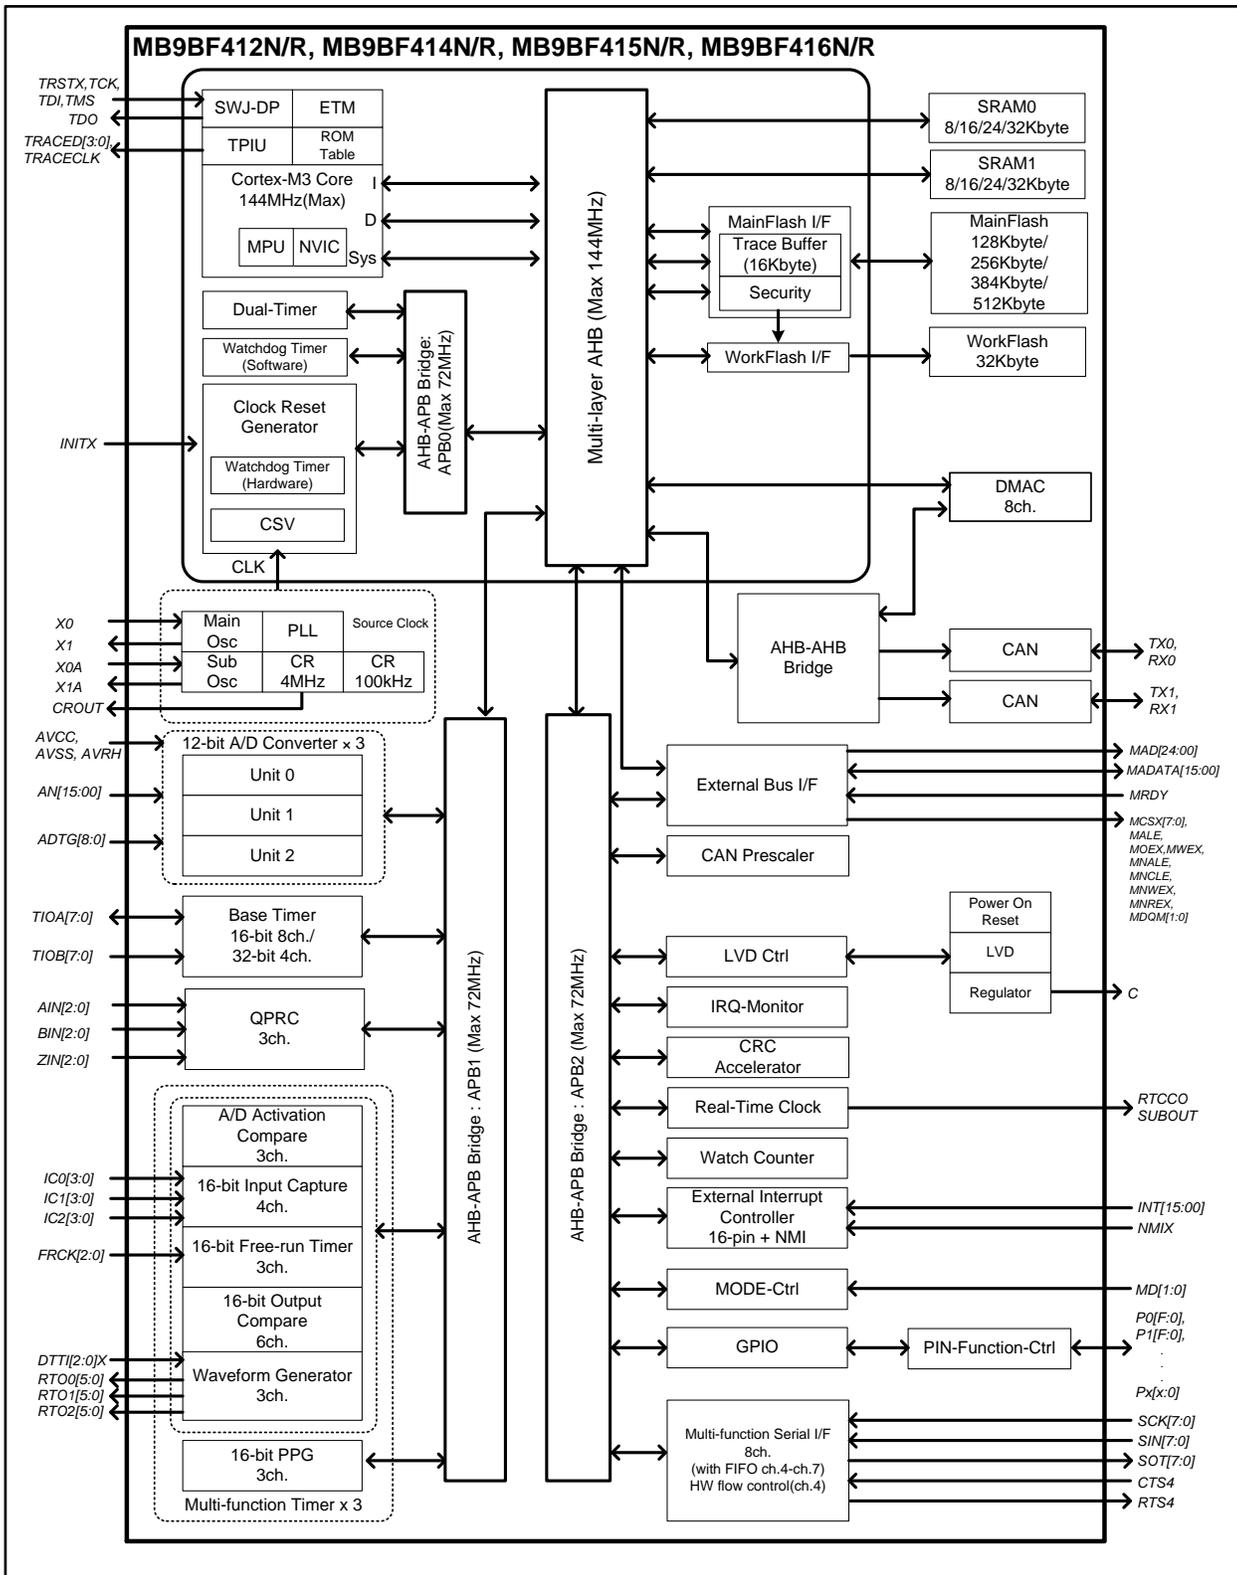 MB9BF412N/R, MB9BF414N/R, MB9BF415N/R, MB9BF416N/R
TRSTX,TCK,
TDI,TMS
TDO
TRACED[3:0],
TRACECLK
SWJ-DP
ETM
TPIU
ROM
Table
Cortex-M3 Core
144MHz(Max)
I
D
Sys
MPU
NVIC
Dual-Timer
Watchdog Timer
(Software)
Clock Reset
Generator
Watchdog Timer
(Hardware)
CSV
CLK
INITX
AHB-APB Bridge:
APB0(Max 72MHz)
Multi-layer AHB (Max 144MHz)
SRAM0
8/16/24/32Kbyte
SRAM1
8/16/24/32Kbyte
MainFlash I/F
Trace Buffer
(16Kbyte)
Security
MainFlash
128Kbyte/
256Kbyte/
384Kbyte/
512Kbyte
WorkFlash I/F
WorkFlash
32Kbyte
DMAC
8ch.
AHB-AHB
Bridge
CAN
TX0,
RX0
CAN
TX1,
RX1
X0
X1
X0A
X1A
CROUT
Main
Osc
PLL
Source Clock
Sub
Osc
CR
4MHz
CR
100kHz
AVCC,
AVSS, AVRH
AN[15:00]
ADTG[8:0]
12-bit A/D Converter × 3
Unit 0
Unit 1
Unit 2
TIOA[7:0]
TIOB[7:0]
Base Timer
16-bit 8ch./
32-bit 4ch.
AIN[2:0]
BIN[2:0]
ZIN[2:0]
QPRC
3ch.
A/D Activation
Compare
3ch.
IC0[3:0]
IC1[3:0]
IC2[3:0]
16-bit Input Capture
4ch.
FRCK[2:0]
16-bit Free-run Timer
3ch.
16-bit Output
Compare
6ch.
DTTI[2:0]X
RTO0[5:0]
RTO1[5:0]
RTO2[5:0]
Waveform Generator
3ch.
16-bit PPG
3ch.
Multi-function Timer x 3
AHB-APB Bridge : APB1 (Max 72MHz)
AHB-APB Bridge : APB2 (Max 72MHz)
External Bus I/F
MAD[24:00]
MADATA[15:00]
MRDY
MCSX[7:0],
MALE,
MOEX,MWEX,
MNALE,
MNCLE,
MNWEX,
MNREX,
MDQM[1:0]
CAN Prescaler
Power On
Reset
LVD
Regulator
C
LVD Ctrl
IRQ-Monitor
CRC
Accelerator
Real-Time Clock
RTCCO
SUBOUT
Watch Counter
External Interrupt
Controller
16-pin + NMI
INT[15:00]
NMIX
MODE-Ctrl
MD[1:0]
GPIO
PIN-Function-Ctrl
P0[F:0],
P1[F:0],
.
.
Px[x:0]
Multi-function Serial I/F
8ch.
(with FIFO ch.4-ch.7)
HW flow control(ch.4)
SCK[7:0]
SIN[7:0]
SOT[7:0]
CTS4
RTS4